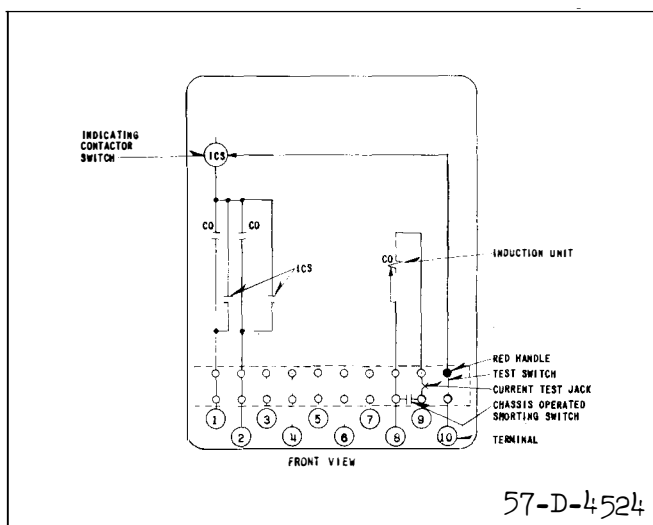 INDICATING
CONTACTOR
SWITCH
ICS
CO
CO
ICS
CO
INDUCTION UNIT
RED HANDLE
TEST SWITCH
CURRENT TEST JACK
CHASSIS OPERATED
SHORTING SWITCH
TERMINAL
1
2
3
4
5
6
7
8
9
10
FRONT VIEW
57-D-4524